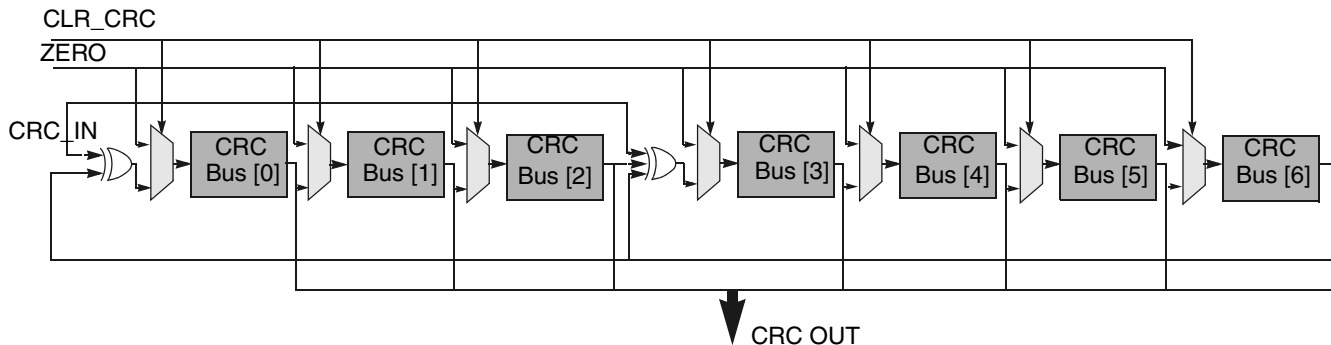 CLR_CRC
ZERO
CRC_IN
CRC
Bus [0]
CRC
Bus [1]
CRC
Bus [2]
CRC
Bus [3]
CRC
Bus [4]
CRC
Bus [5]
CRC
Bus [6]
CRC OUT